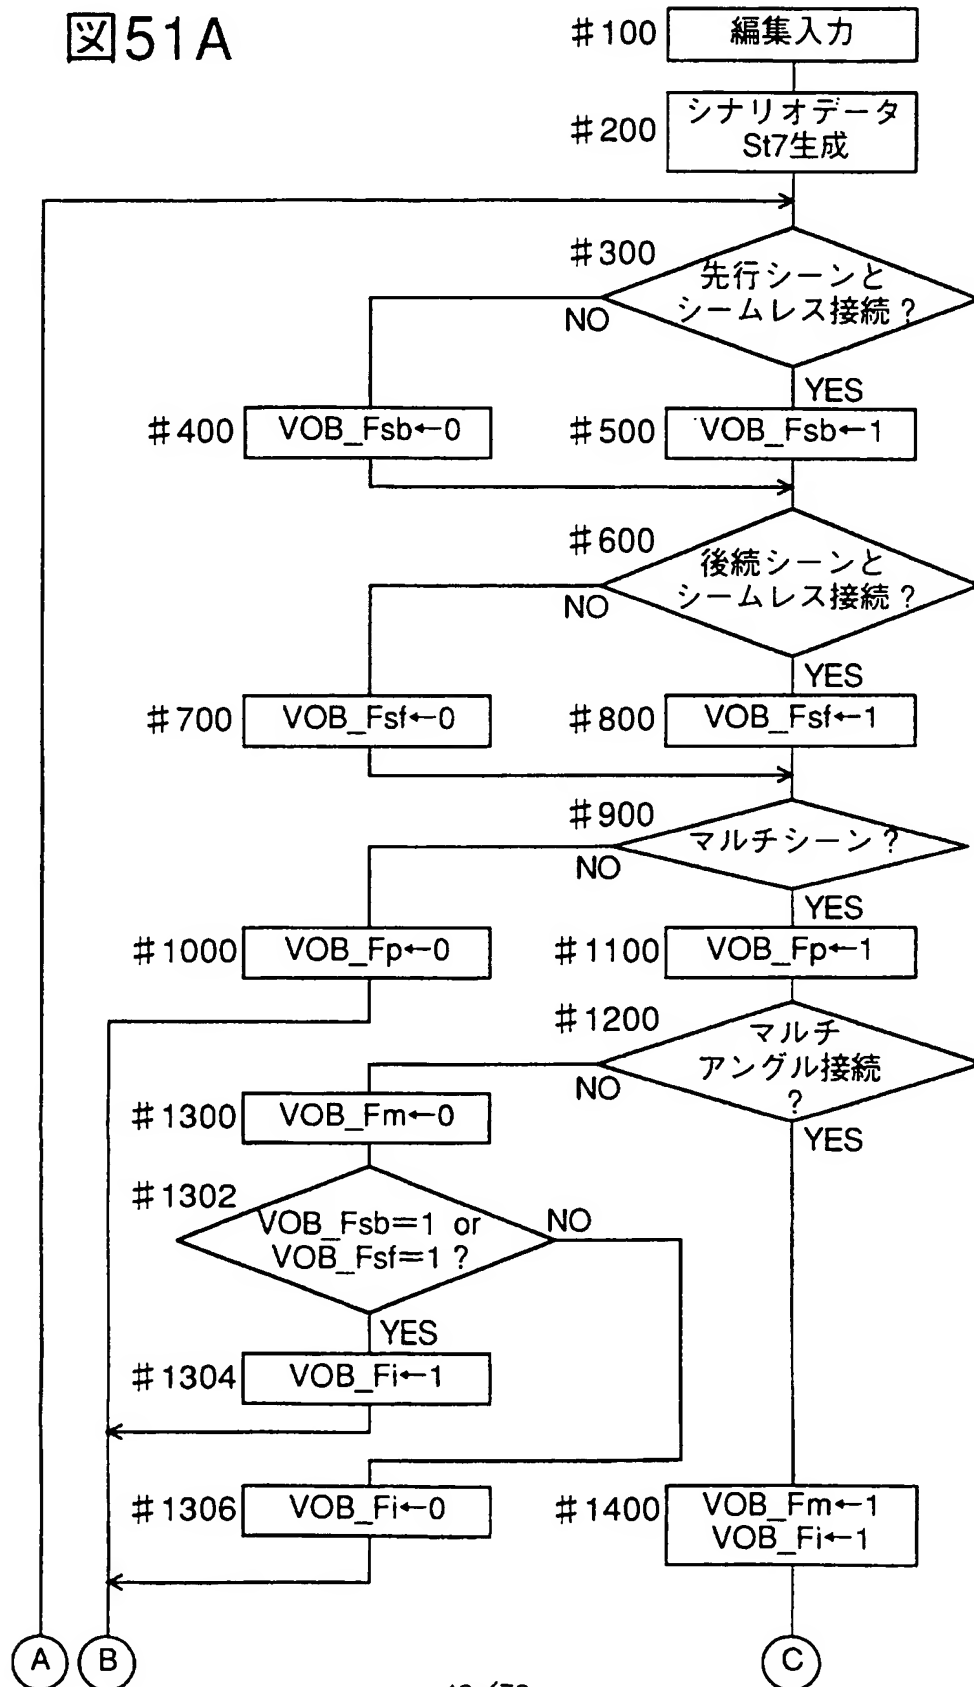 図51A
#100 編集入力
#200 シナリオデータ
St7生成
#300 先行シーンと
シームレス接続?
NO
YES
#400 VOB_Fsb←0
#500 VOB_Fsb←1
#600 後続シーンと
シームレス接続?
NO
YES
#700 VOB_Fsf←0
#800 VOB_Fsf←1
#900 マルチシーン?
NO
YES
#1000 VOB_Fp←0
#1100 VOB_Fp←1
#1200 マルチ
アングル接続
?
NO
YES
#1300 VOB_Fm←0
#1302 VOB_Fsb=1 or
VOB_Fsf=1?
NO
YES
#1304 VOB_Fi←1
#1306 VOB_Fi←0
#1400 VOB_Fm←1
VOB_Fi←1
A B C